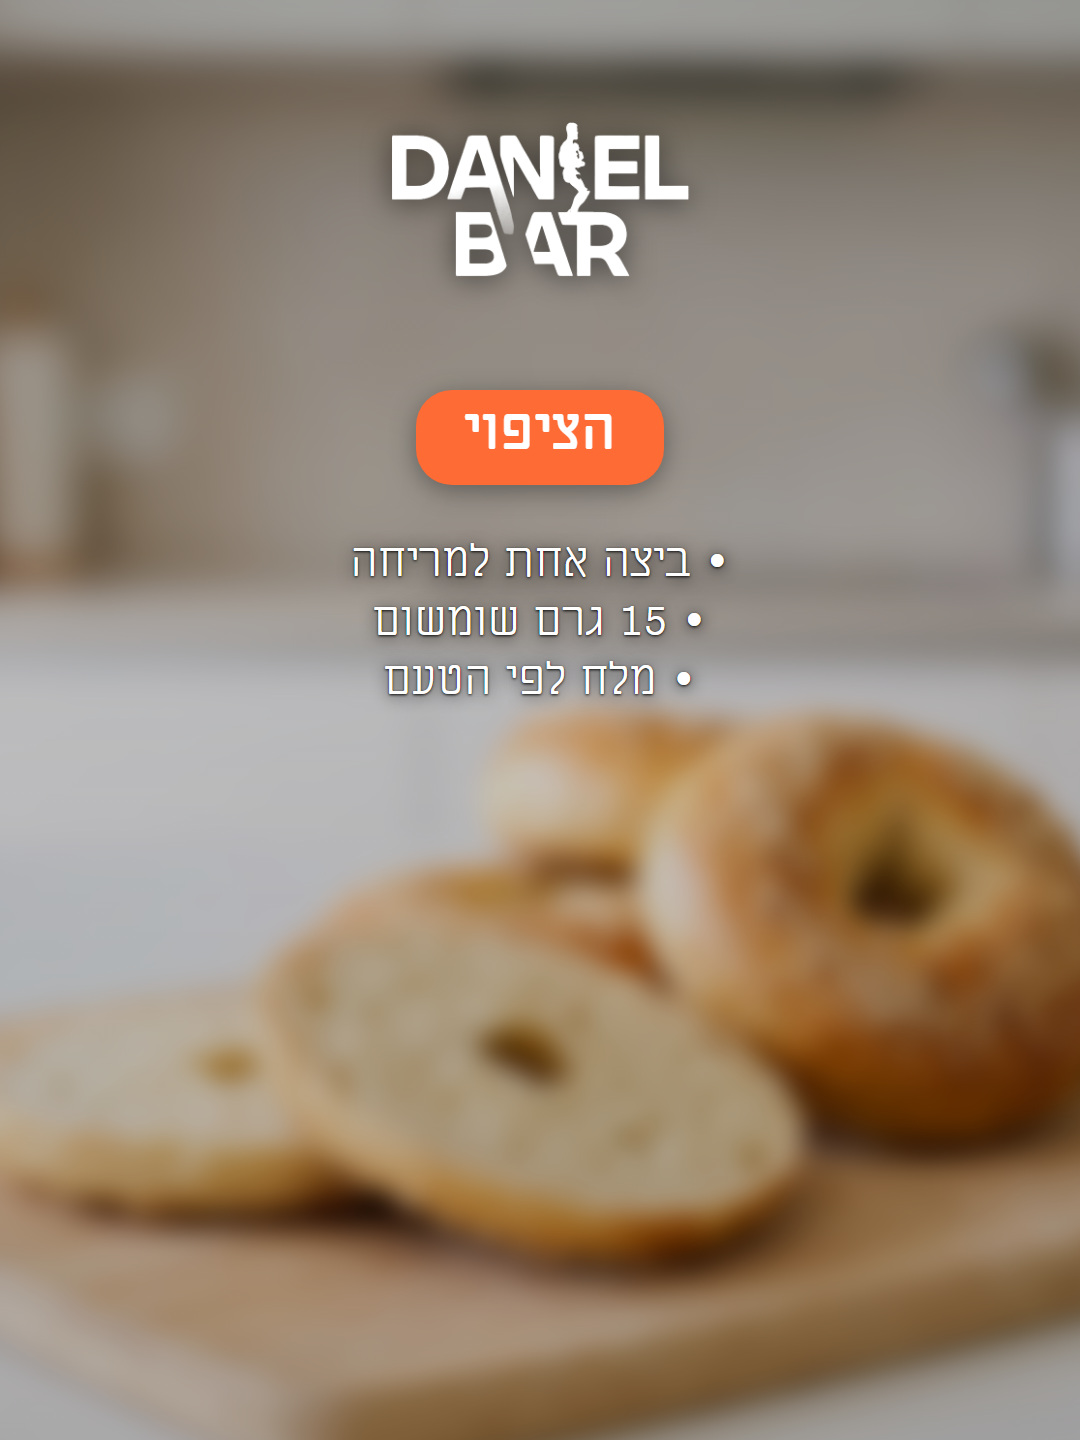 DANIEL
BAR
הציפוי
• ביצה אחת למריחה
• 15 גרם שומשום
• מלח לפי הטעם